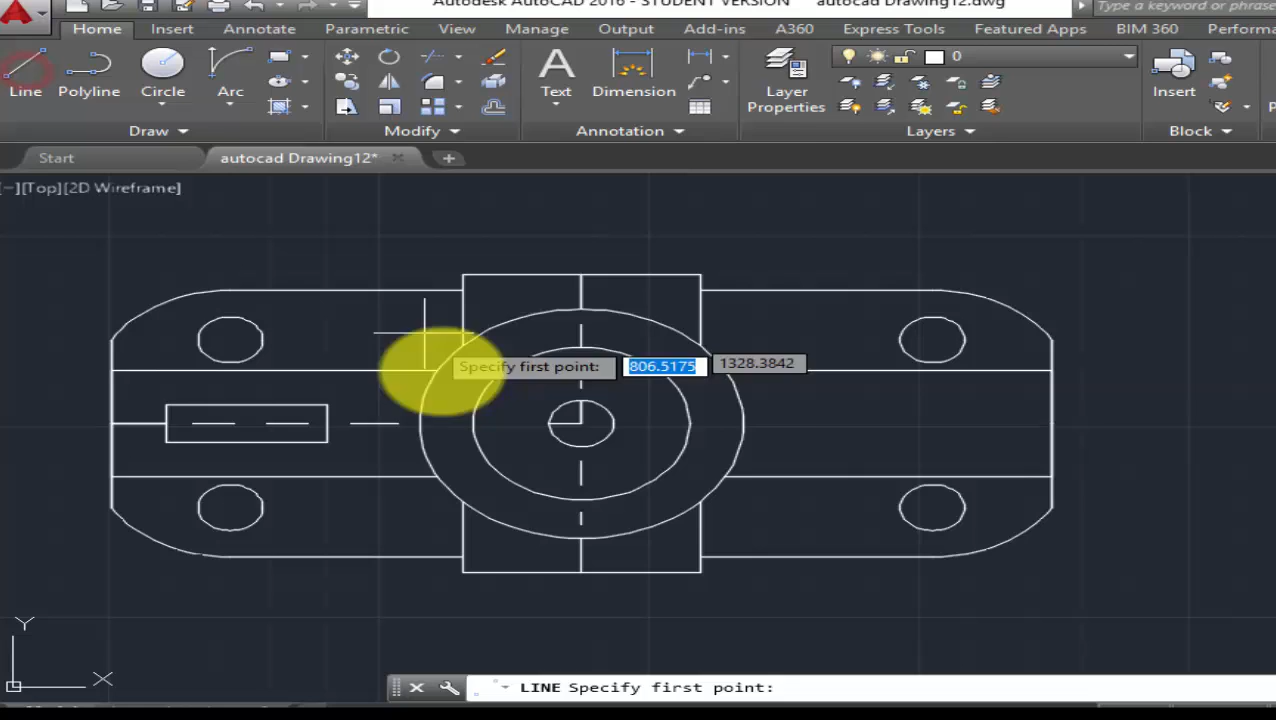 Autodesk AutoCAD 2016 - STUDENT VERSION autocad Drawing12.dwg
Type a keyword or phrase
Home Insert Annotate Parametric View Manage Output Add-ins A360 Express Tools Featured Apps BIM 360 Performa
Line Polyline Circle Arc Text Dimension Layer Properties 0 Insert
Draw Modify Annotation Layers Block
Start autocad Drawing12*
[−][Top][2D Wireframe]
Specify first point: 806.5175 1328.3842
Y
X
LINE Specify first point: